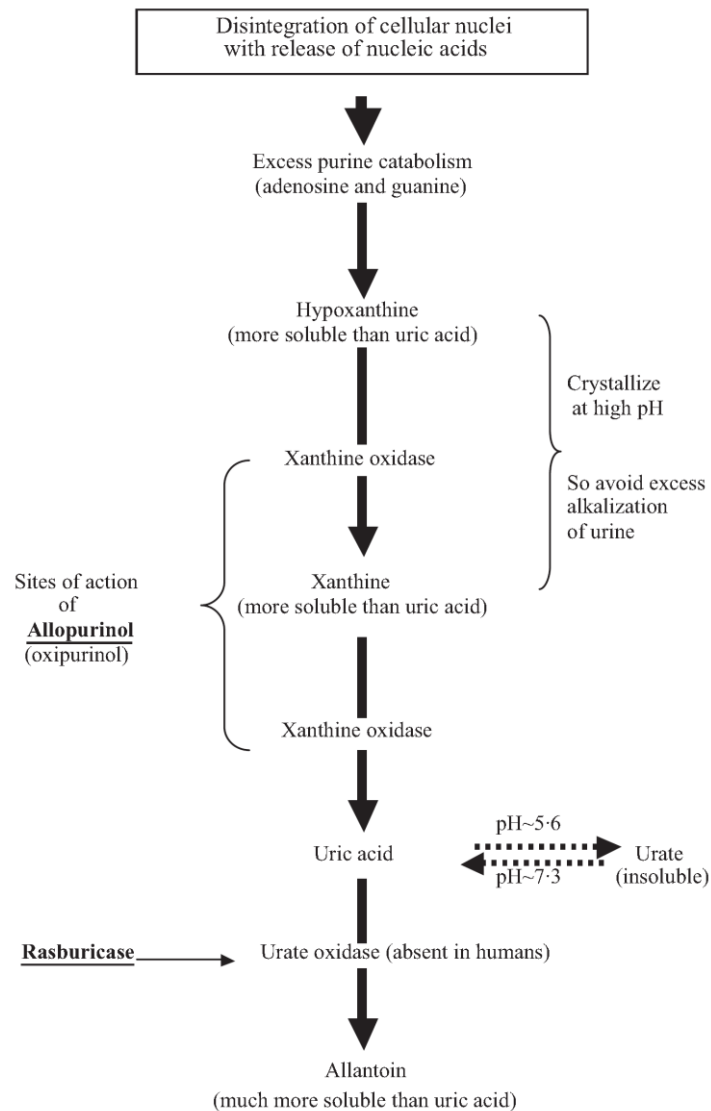 Disintegration of cellular nuclei
with release of nucleic acids
Excess purine catabolism
(adenosine and guanine)
Hypoxanthine
(more soluble than uric acid)
Crystallize
at high pH
Xanthine oxidase
So avoid excess
alkalization
of urine
Sites of action
of
Allopurinol
(oxipurinol)
Xanthine
(more soluble than uric acid)
Xanthine oxidase
pH~5·6
Uric acid
Urate
(insoluble)
pH~7·3
Rasburicase
Urate oxidase (absent in humans)
Allantoin
(much more soluble than uric acid)